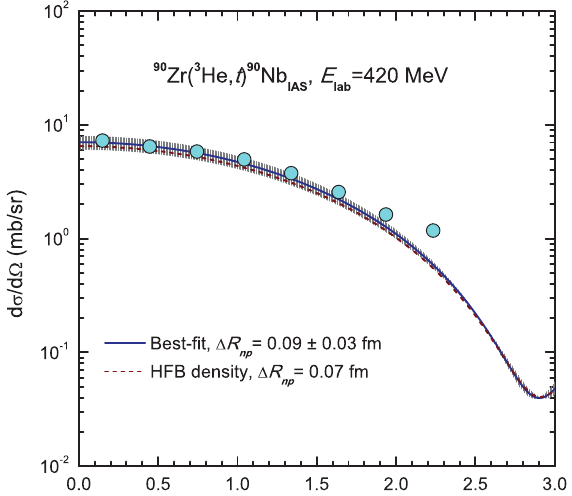 10²
⁹⁰Zr(³He,t)⁹⁰Nb_IAS, E_lab=420 MeV
10¹
10⁰
dσ/dΩ (mb/sr)
Best-fit, ΔR_np= 0.09 ± 0.03 fm
10⁻¹
HFB density, ΔR_np= 0.07 fm
10⁻²
0.0 0.5 1.0 1.5 2.0 2.5 3.0